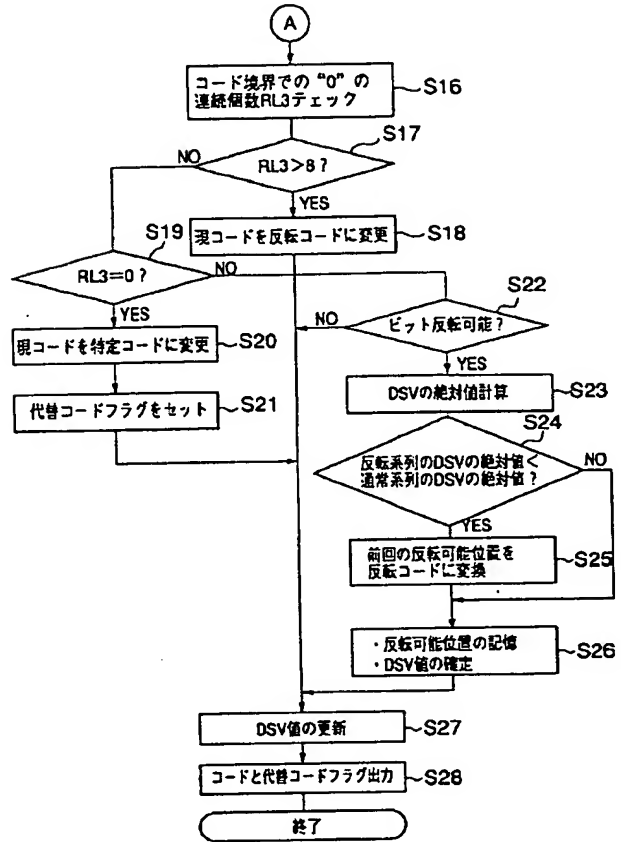 A
コード境界での “0” の
連続個数RL3テェック
S16
S17
NO
RL3>8 ?
YES
S19
現コードを反転コードに変更
S18
RL3=0 ?
NO
S22
YES
NO
ビット反転可能 ?
現コードを特定コードに変更
S20
YES
DSVの絶対値計算
S23
代替コードフラグをセット
S21
S24
反転系列のDSVの絶対値<
通常系列のDSVの絶対値 ?
NO
YES
前回の反転可能位置を
反転コードに変換
S25
・反転可能位置の記憶
・DSV値の確定
S26
DSV値の更新
S27
コードと代替コードフラグ出力
S28
終了